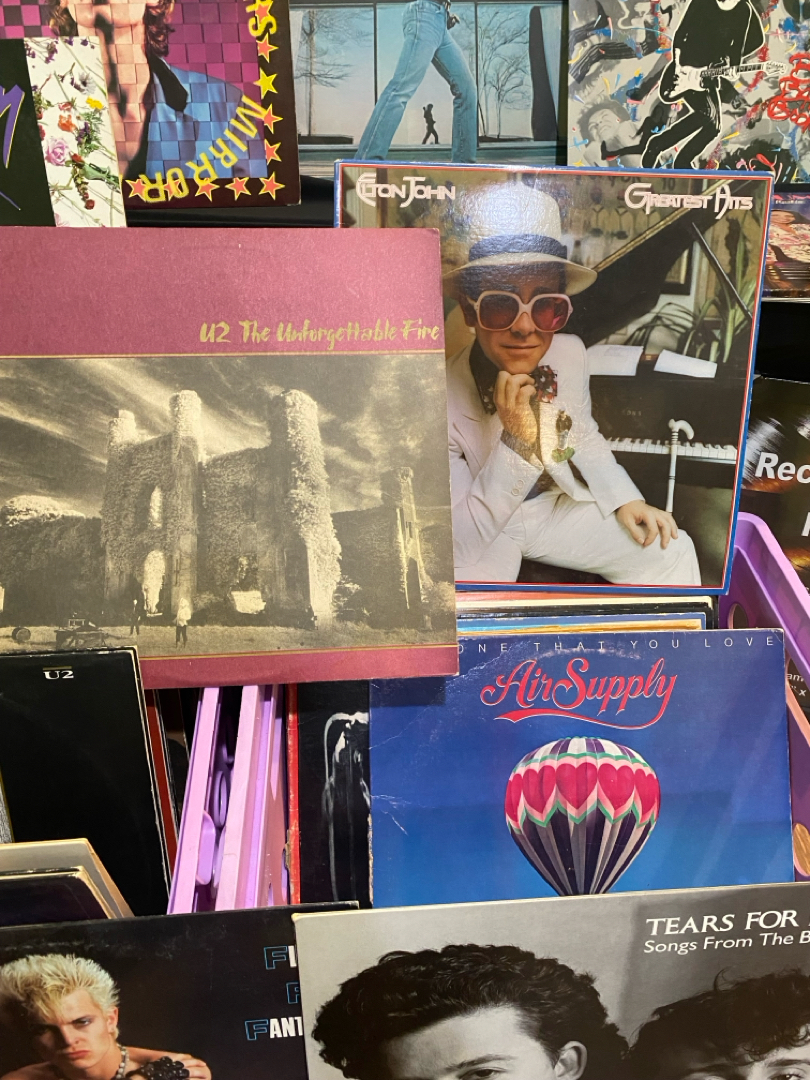 MIRROR
ELTON JOHN
GREATEST HITS
U2 The Unforgettable Fire
Rec
U2
ONE THAT YOU LOVE
Air Supply
TEARS FOR
Songs From The B
FANT